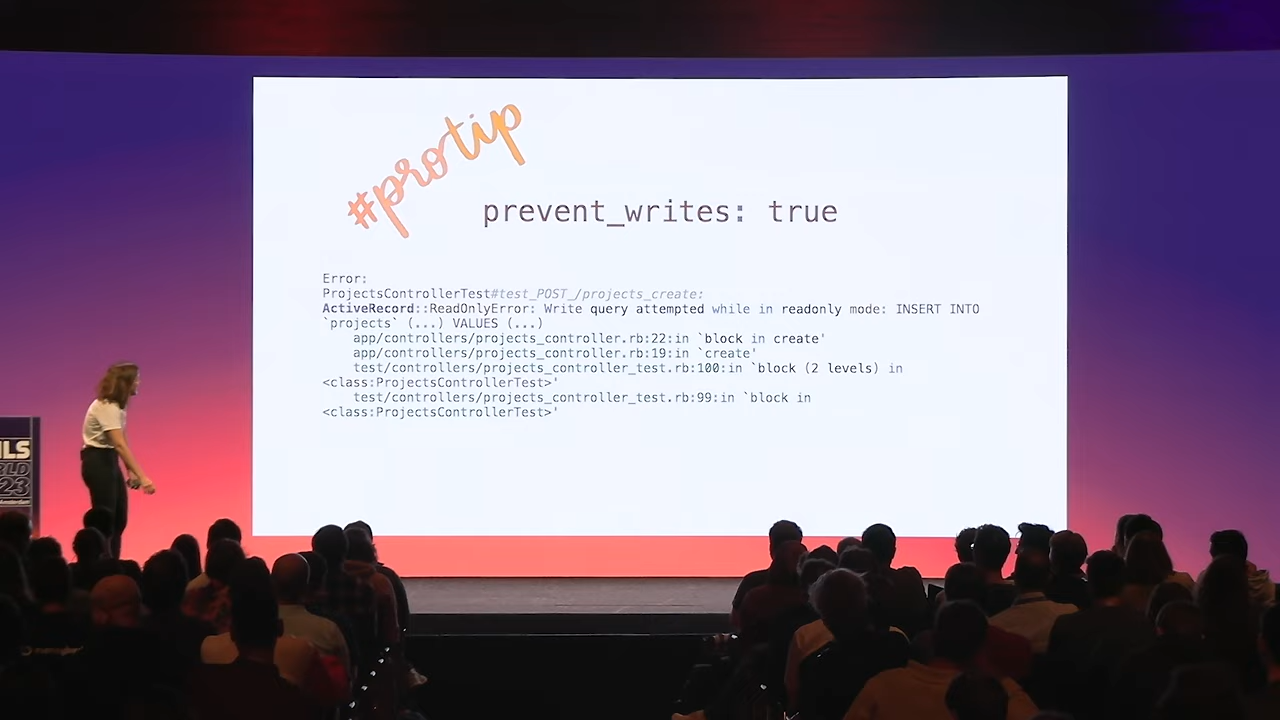 #protip
prevent_writes: true
Error:
ProjectsControllerTest#test_POST_/projects_create:
ActiveRecord::ReadOnlyError: Write query attempted while in readonly mode: INSERT INTO
`projects` (...) VALUES (...)
app/controllers/projects_controller.rb:22:in `block in create'
app/controllers/projects_controller.rb:19:in `create'
test/controllers/projects_controller_test.rb:100:in `block (2 levels) in
<class:ProjectsControllerTest>'
test/controllers/projects_controller_test.rb:99:in `block in
<class:ProjectsControllerTest>'
ILS
RLD
23